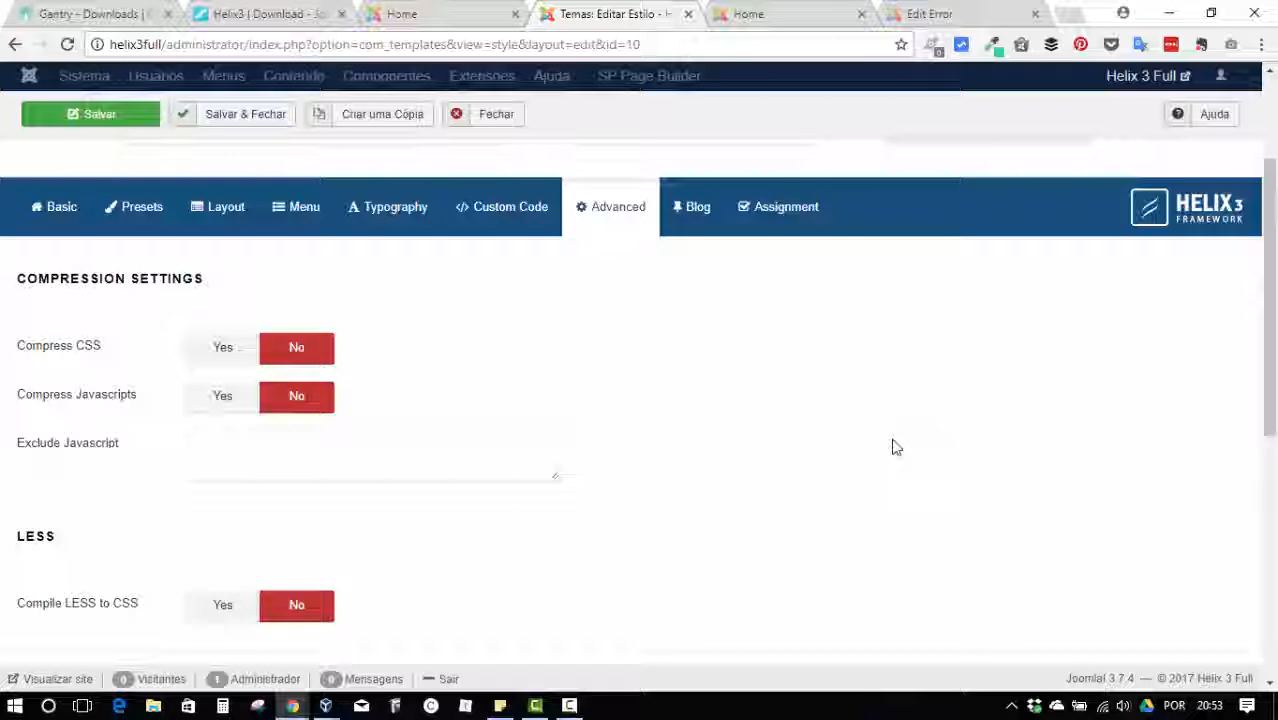 Gantry – Downloads |
Helix3 | Download - S
Home
Temas: Editar Estilo - H
Home
Edit Error
helix3full/administrator/index.php?option=com_templates&view=style&layout=edit&id=10
Sistema Usuários Menus Conteúdo Componentes Extensões Ajuda SP Page Builder Helix 3 Full
Salvar Salvar & Fechar Criar uma Cópia Fechar Ajuda
Basic Presets Layout Menu Typography Custom Code Advanced Blog Assignment HELIX3
FRAMEWORK
COMPRESSION SETTINGS
Compress CSS Yes No
Compress Javascripts Yes No
Exclude Javascript
LESS
Compile LESS to CSS Yes No
Visualizar site 0 Visitantes 1 Administrador 0 Mensagens Sair Joomla! 3.7.4 — © 2017 Helix 3 Full
POR 20:53